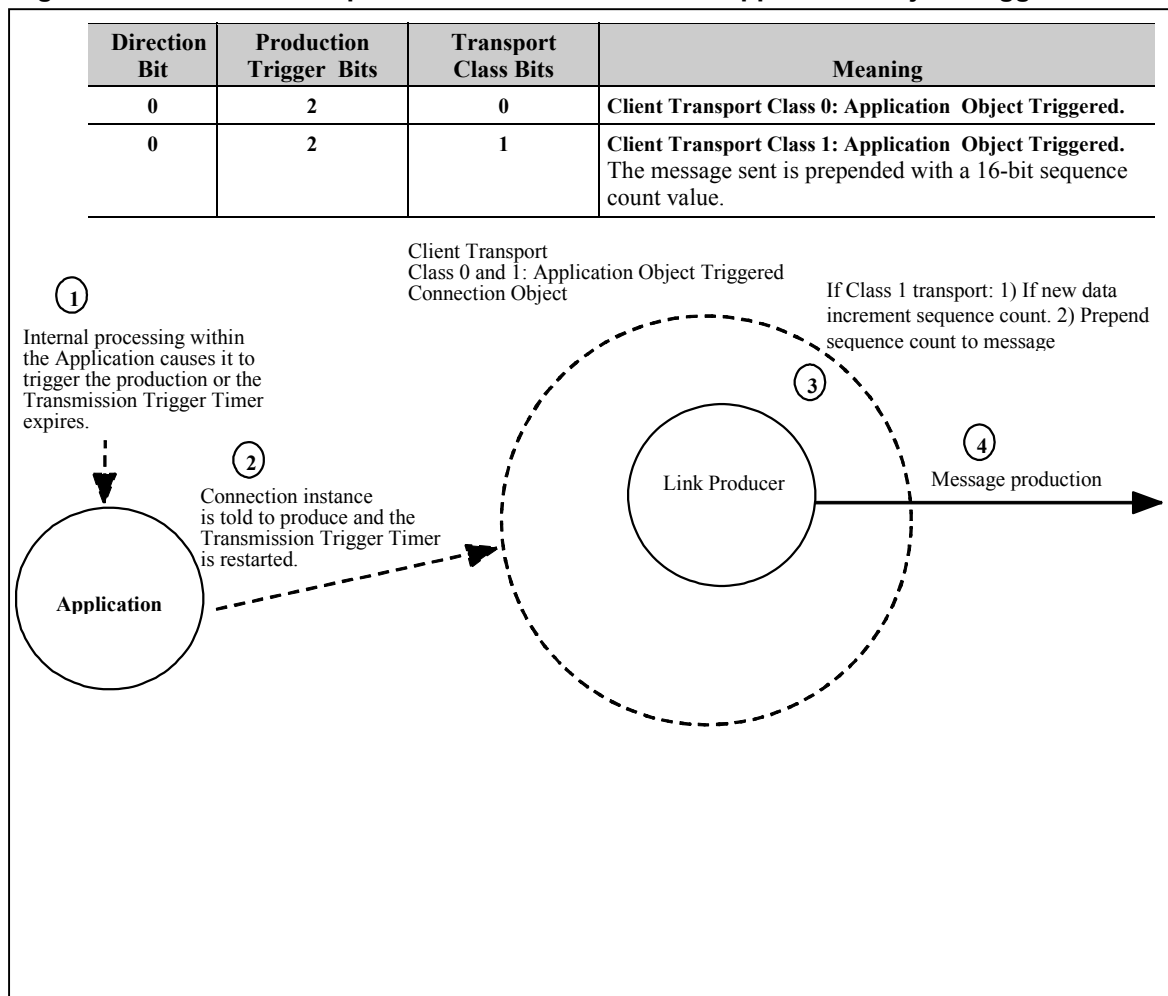 Direction Bit
Production Trigger Bits
Transport Class Bits
Meaning
0 2 0 Client Transport Class 0: Application Object Triggered.
0 2 1 Client Transport Class 1: Application Object Triggered.
The message sent is prepended with a 16-bit sequence
count value.
Client Transport
Class 0 and 1: Application Object Triggered
Connection Object
1
Internal processing within
the Application causes it to
trigger the production or the
Transmission Trigger Timer
expires.
2
Connection instance
is told to produce and the
Transmission Trigger Timer
is restarted.
If Class 1 transport: 1) If new data
increment sequence count. 2) Prepend
sequence count to message
3
4
Message production
Link Producer
Application